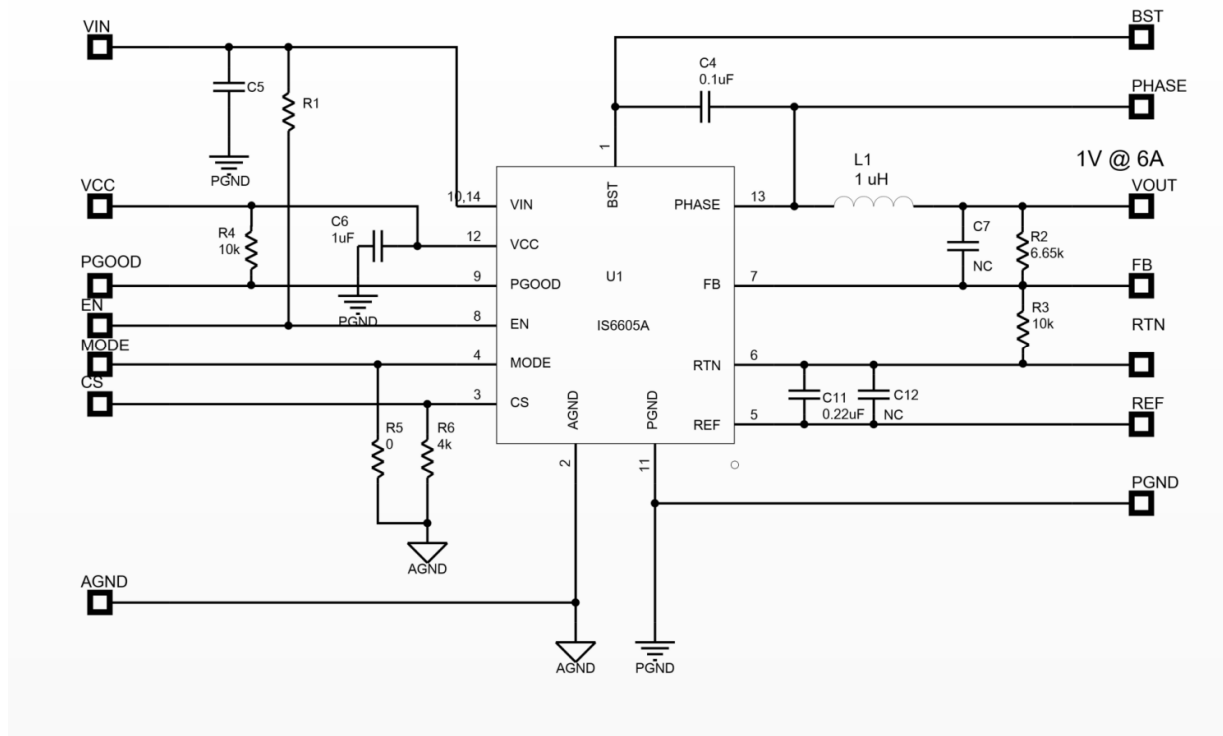 VIN
BST
C4
0.1uF
C5
R1
PHASE
PGND
1
L1
1 uH
1V @ 6A
VCC
10,14
VIN
BST
PHASE
13
VOUT
R4
10k
C6
1uF
12
VCC
C7
NC
R2
6.65k
PGOOD
9
PGOOD
U1
FB
7
FB
EN
PGND
8
EN
IS6605A
R3
10k
RTN
MODE
4
MODE
RTN
6
CS
3
CS
AGND
PGND
C11
0.22uF
C12
NC
REF
R5
0
R6
4k
REF
5
2
11
PGND
AGND
AGND
AGND
PGND